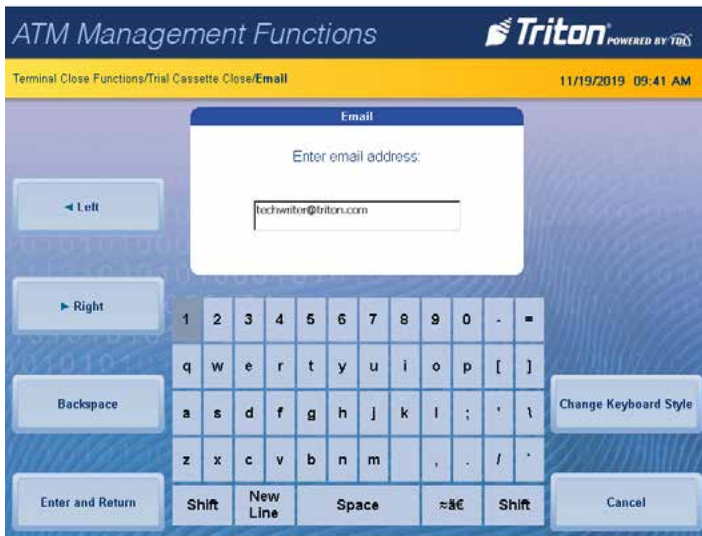 ATM Management Functions
Triton POWERED BY TDL
Terminal Close Functions/Trial Cassette Close/Email
11/19/2019 09:41 AM
Email
Enter email address:
techwriter@triton.com
◄ Left
► Right
Backspace
Enter and Return
1 2 3 4 5 6 7 8 9 0 - =
q w e r t y u i o p [ ]
a s d f g h j k l ; ' \
z x c v b n m , . / `
Shift New Line Space ≈ä€ Shift
Change Keyboard Style
Cancel